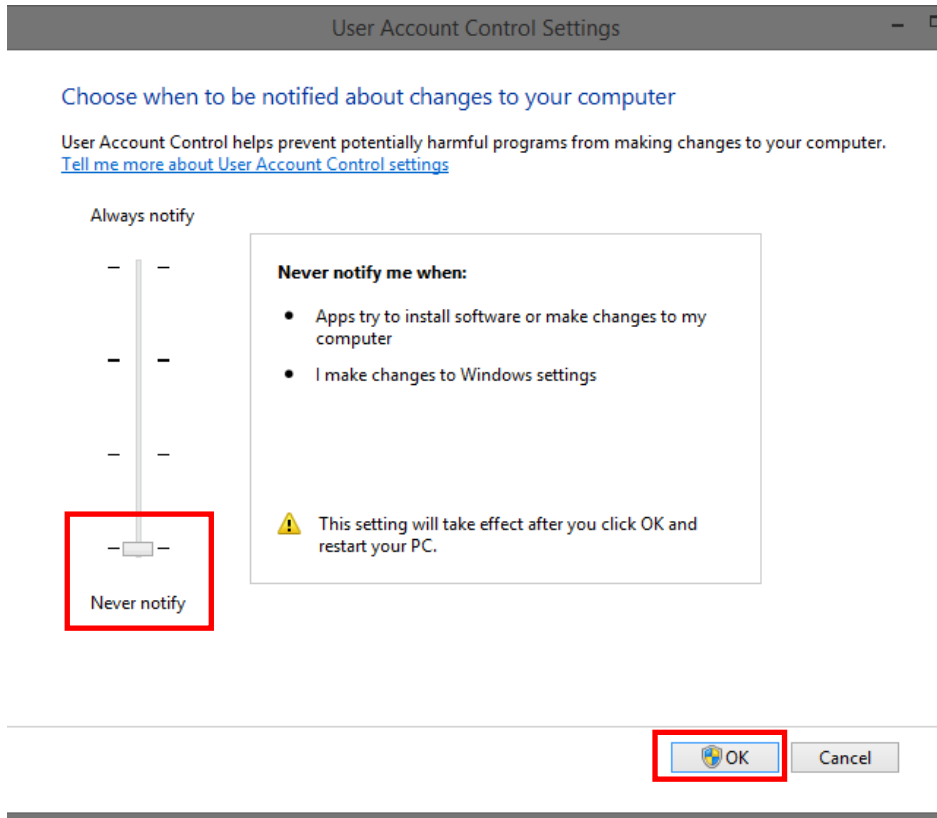 User Account Control Settings
Choose when to be notified about changes to your computer
User Account Control helps prevent potentially harmful programs from making changes to your computer.
Tell me more about User Account Control settings
Always notify
Never notify me when:
Apps try to install software or make changes to my
computer
I make changes to Windows settings
This setting will take effect after you click OK and
restart your PC.
Never notify
OK
Cancel